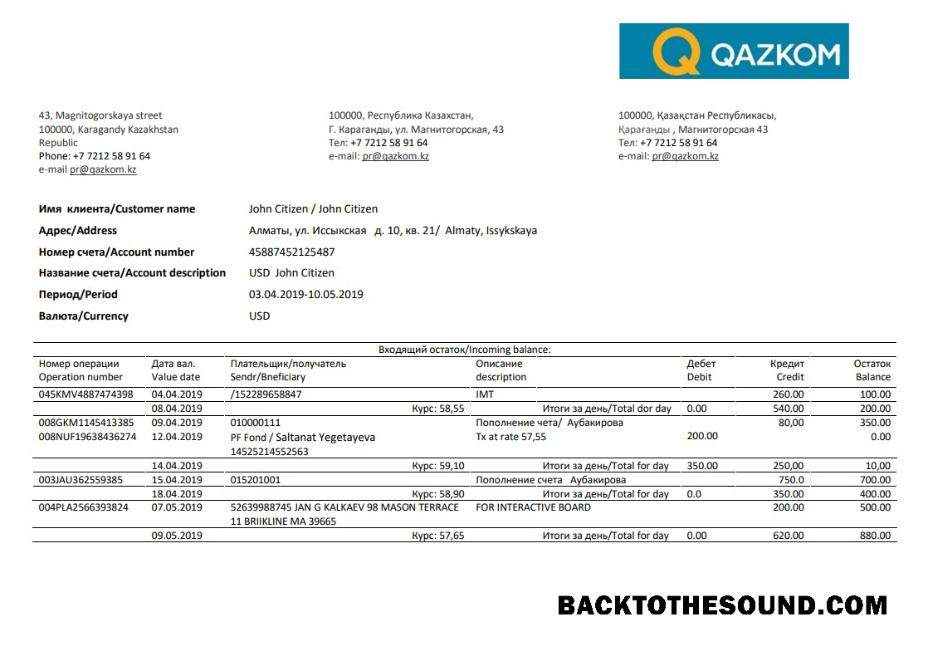 QAZKOM
43, Magnitogorskaya street
100000, Karagandy Kazakhstan
Republic
Phone: +7 7212 58 91 64
e-mail pr@qazkom.kz
100000, Республика Казахстан,
Г. Караганды, ул. Магнитогорская, 43
Тел: +7 7212 58 91 64
e-mail: pr@qazkom.kz
100000, Қазақстан Республикасы,
Қарағанды , Магнитогорская 43
Тел: +7 7212 58 91 64
e-mail: pr@qazkom.kz
Имя клиента/Customer name John Citizen / John Citizen
Адрес/Address Алматы, ул. Иссыкская д. 10, кв. 21/ Almaty, Issykskaya
Номер счета/Account number 45887452125487
Название счета/Account description USD John Citizen
Период/Period 03.04.2019-10.05.2019
Валюта/Currency USD
Входящий остаток/Incoming balance:
Номер операции Дата вал. Плательщик/получатель Описание Дебет Кредит Остаток
Operation number Value date Sendr/Bneficiary description Debit Credit Balance
045KMV4887474398 04.04.2019 /152289658847 IMT 260.00 100.00
08.04.2019 Курс: 58,55 Итоги за день/Total dor day 0.00 540.00 200.00
008GKM1145413385 09.04.2019 010000111 Пополнение чета/ Аубакирова 80,00 350.00
008NUF19638436274 12.04.2019 PF Fond / Saltanat Yegetayeva Tx at rate 57,55 200.00 0.00
14525214552563
14.04.2019 Курс: 59,10 Итоги за день/Total for day 350.00 250,00 10,00
003JAU362559385 15.04.2019 015201001 Пополнение счета Аубакирова 750.0 700.00
18.04.2019 Курс: 58,90 Итоги за день/Total for day 0.0 350.00 400.00
004PLA2566393824 07.05.2019 52639988745 JAN G KALKAEV 98 MASON TERRACE FOR INTERACTIVE BOARD 200.00 500.00
11 BRIIKLINE MA 39665
09.05.2019 Курс: 57,65 Итоги за день/Total for day 0.00 620.00 880.00
BACKTOTHESOUND.COM